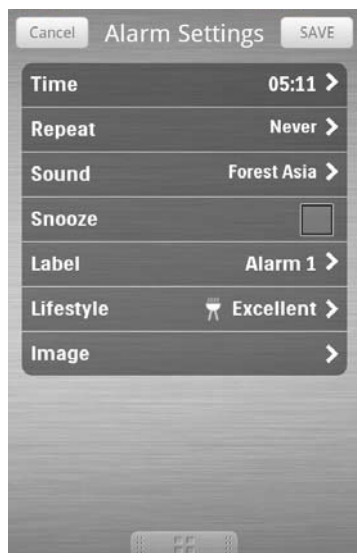 Cancel Alarm Settings SAVE
Time 05:11
Repeat Never
Sound Forest Asia
Snooze
Label Alarm 1
Lifestyle Excellent
Image